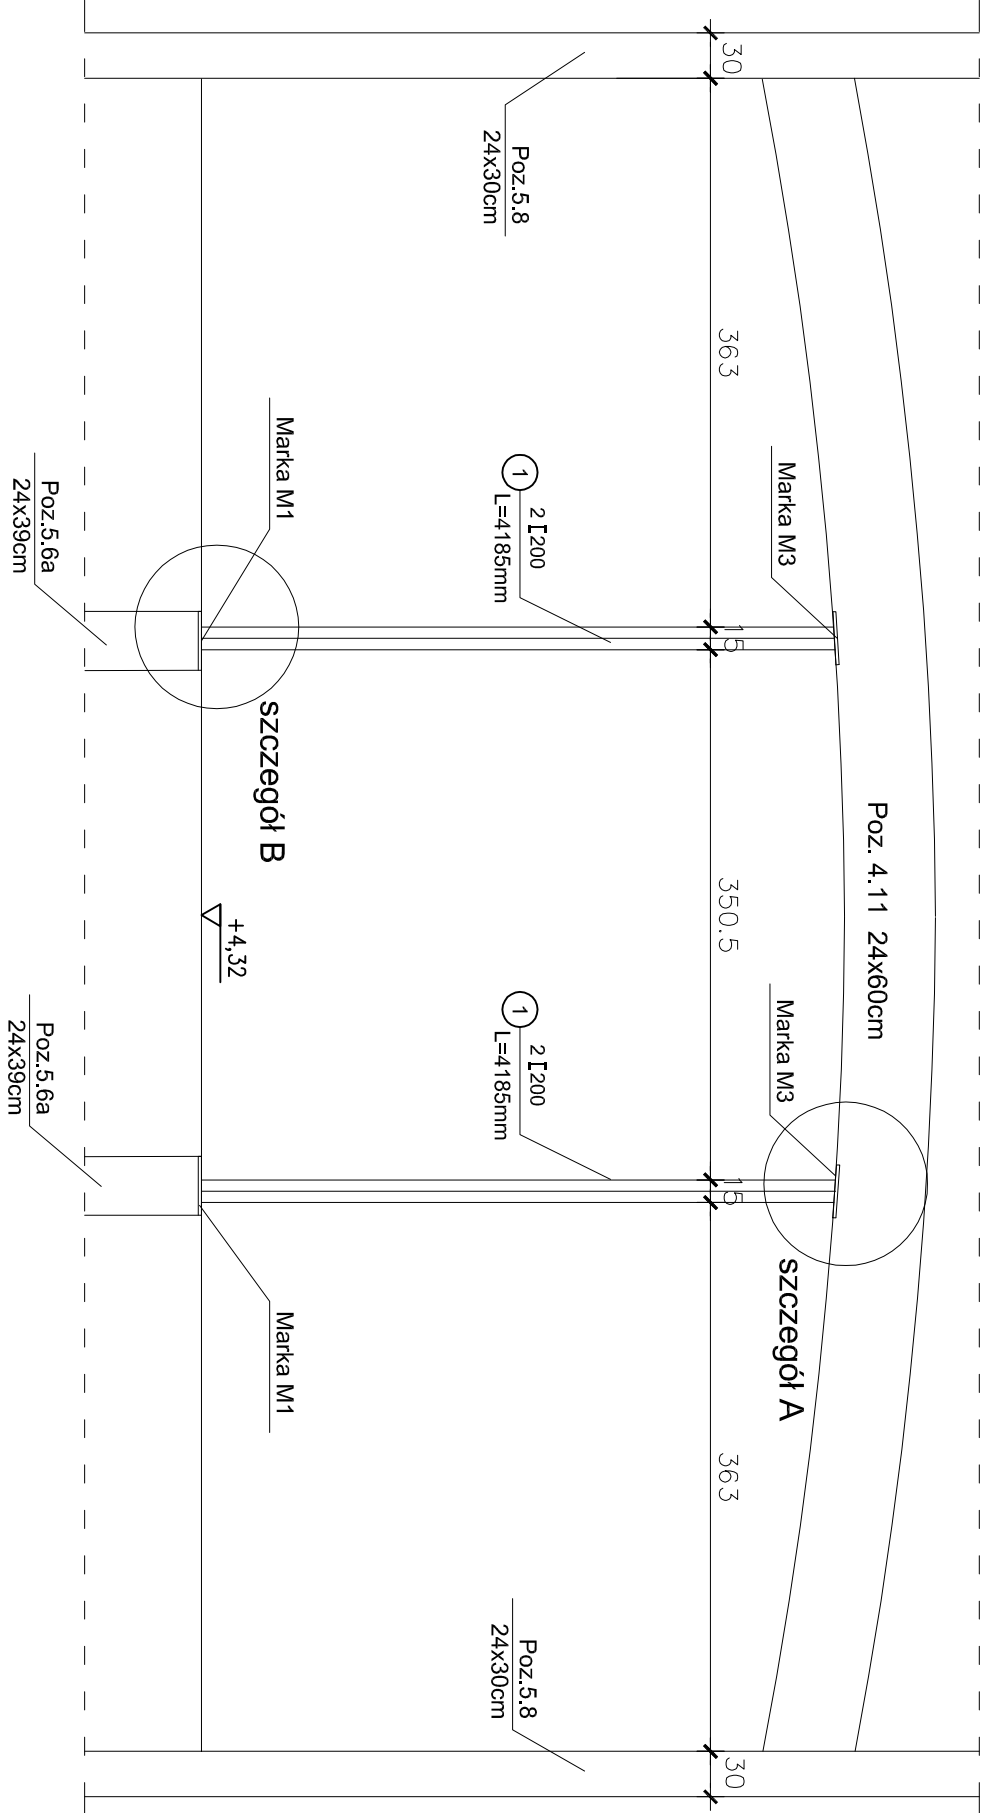 Poz. 4.11  24x60cm
Marka M3
Marka M3
szczegół A
30
363
15
350.5
15
363
30
Poz.5.8
24x30cm
1
2 [200
L=4185mm
1
2 [200
L=4185mm
Poz.5.8
24x30cm
Marka M1
szczegół B
+4,32
Marka M1
Poz.5.6a
24x39cm
Poz.5.6a
24x39cm